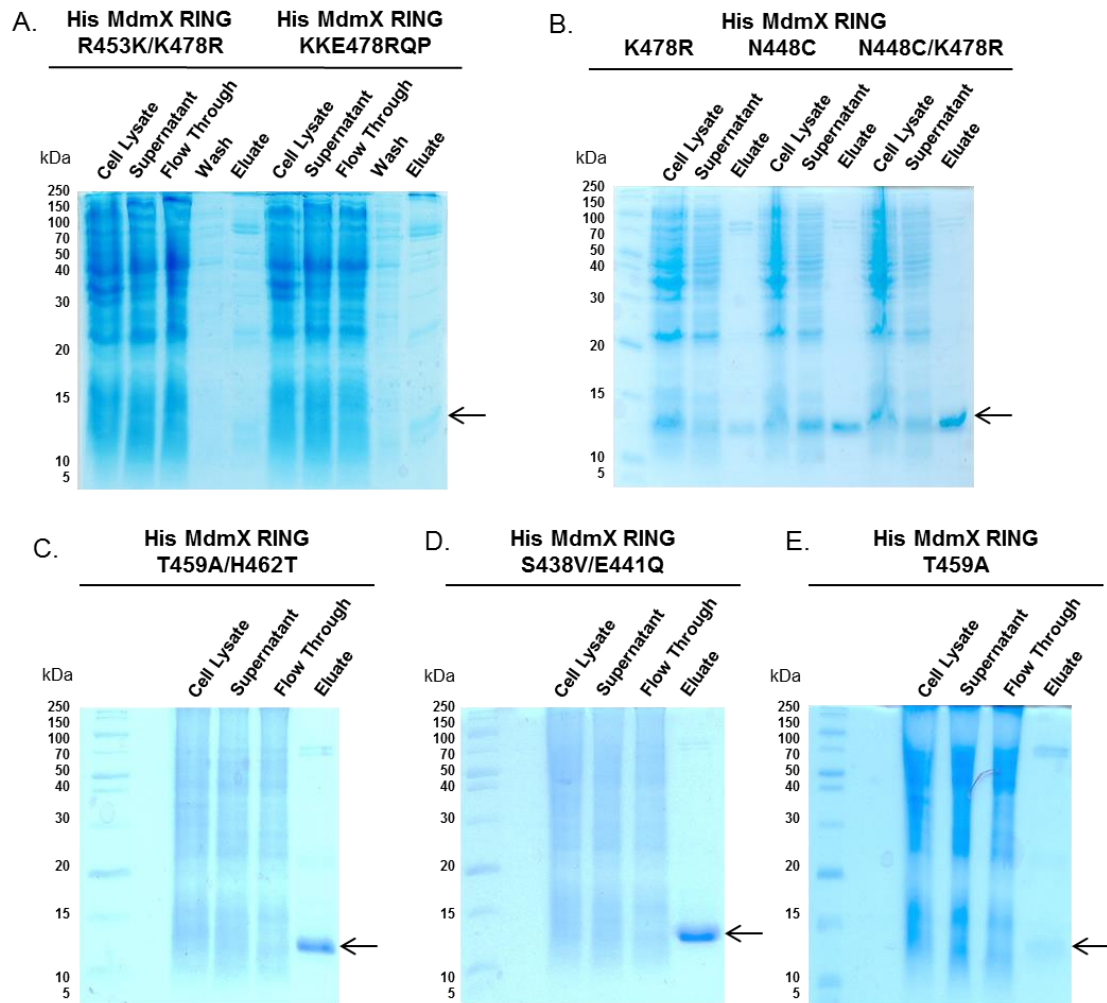 A.
His MdmX RING
R453K/K478R
His MdmX RING
KKE478RQP
Cell Lysate
Supernatant
Flow Through
Wash
Eluate
Cell Lysate
Supernatant
Flow Through
Wash
Eluate
kDa
250
150
100
70
50
40
30
20
15
10
5
B.
His MdmX RING
K478R N448C N448C/K478R
Cell Lysate
Supernatant
Eluate
Cell Lysate
Supernatant
Eluate
Cell Lysate
Supernatant
Eluate
kDa
250
150
100
70
50
40
30
20
15
10
5
C.
His MdmX RING
T459A/H462T
Cell Lysate
Supernatant
Flow Through
Eluate
kDa
250
150
100
70
50
40
30
20
15
10
5
D.
His MdmX RING
S438V/E441Q
Cell Lysate
Supernatant
Flow Through
Eluate
kDa
250
150
100
70
50
40
30
20
15
10
5
E.
His MdmX RING
T459A
Cell Lysate
Supernatant
Flow Through
Eluate
kDa
250
150
100
70
50
40
30
20
15
10
5